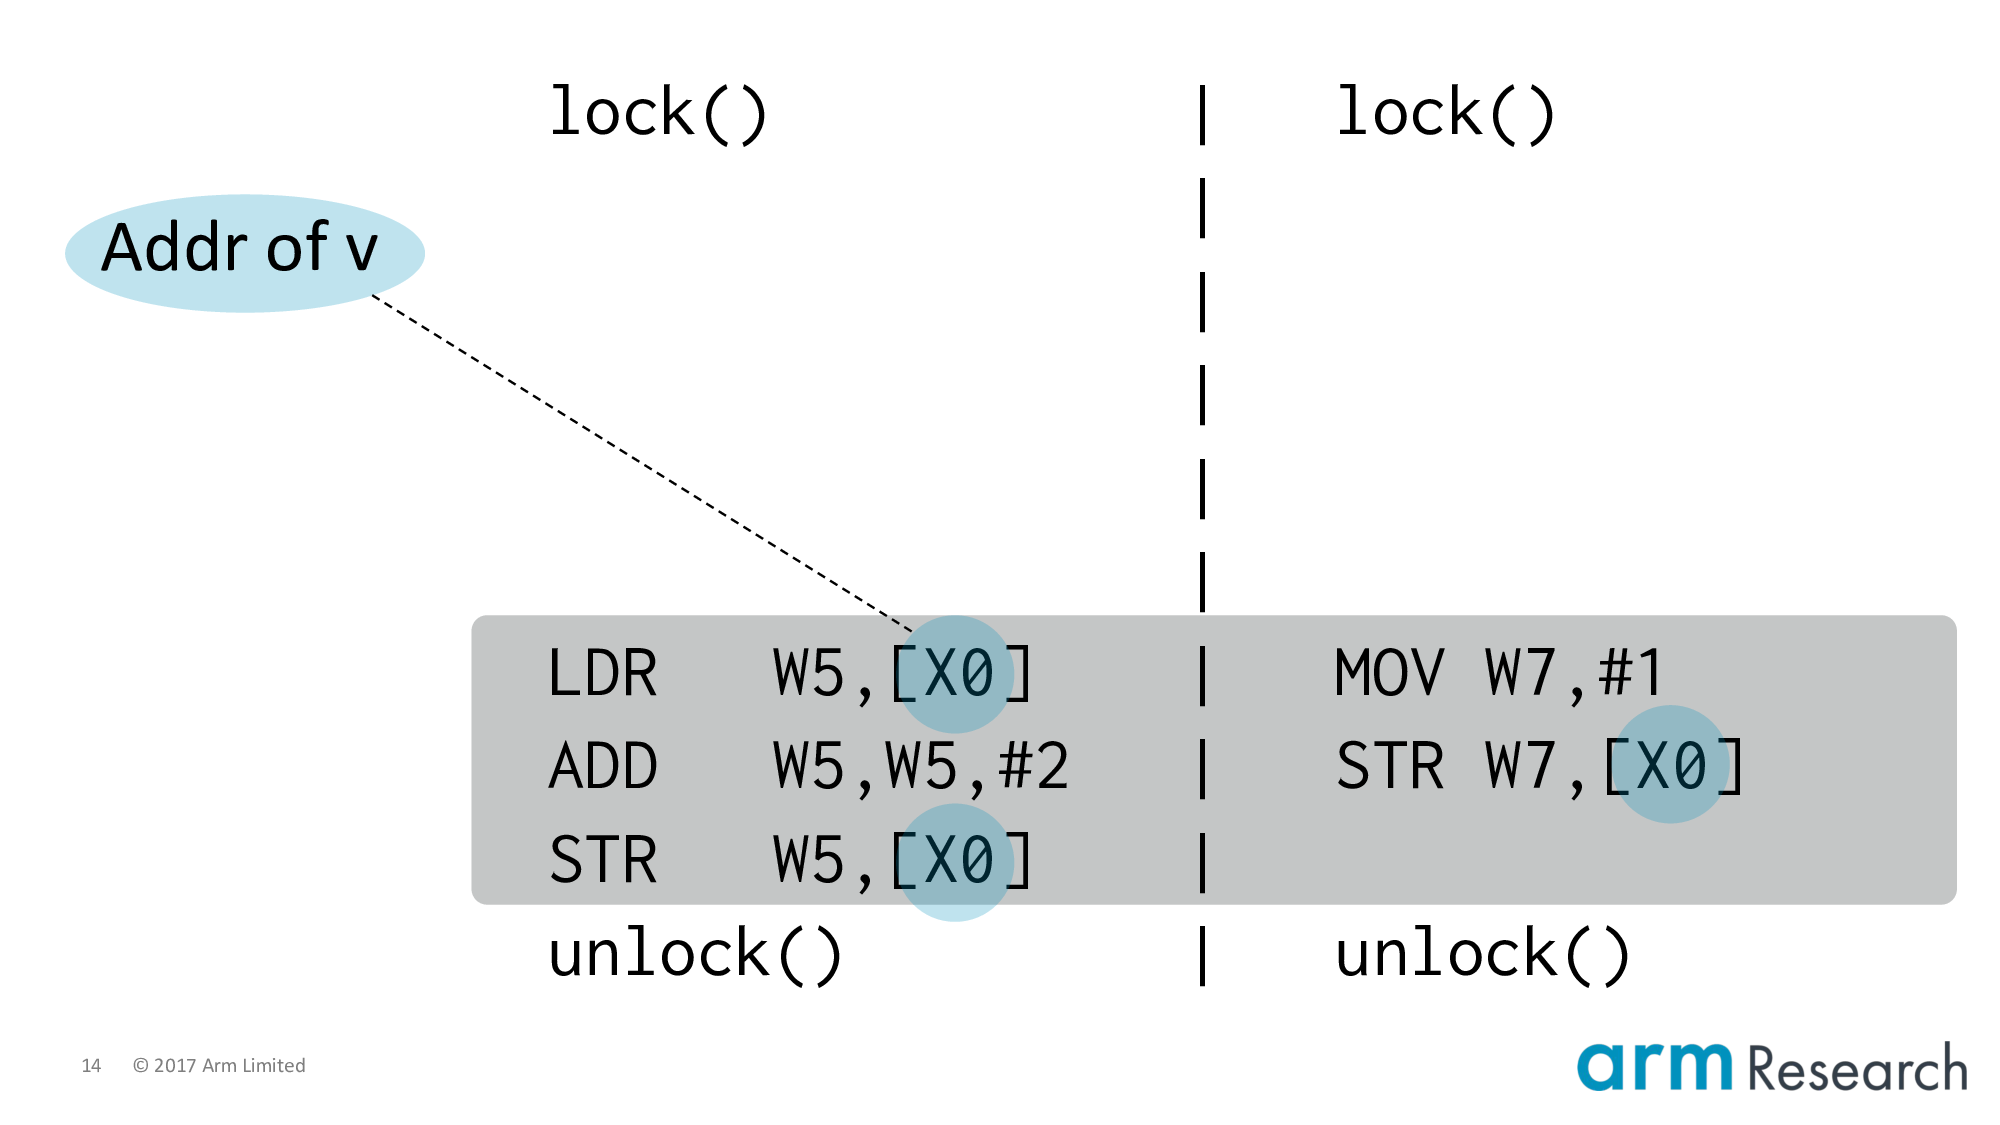 lock() | lock()
|
Addr of v
|
|
|
|
LDR W5,[X0] | MOV W7,#1
ADD W5,W5,#2 | STR W7,[X0]
STR W5,[X0] |
unlock() | unlock()
14 © 2017 Arm Limited
arm Research